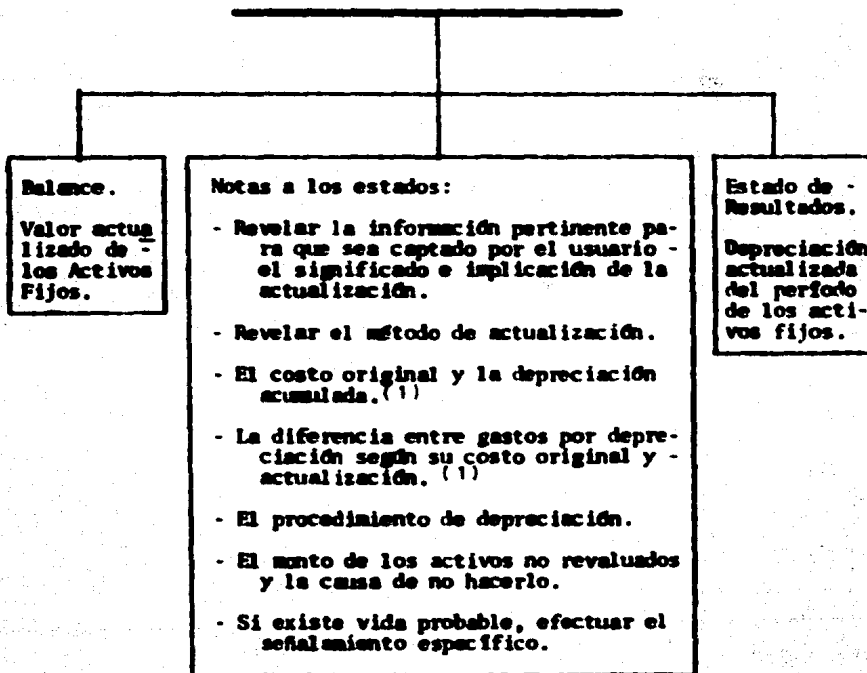 Balance.
Valor actua
lizado de -
los Activos
Fijos.
Notas a los estados:
- Revelar la información pertinente pa-
ra que sea captado por el usuario -
el significado e implicación de la
actualización.
- Revelar el método de actualización.
- El costo original y la depreciación
acumulada.(1)
- La diferencia entre gastos por depre-
ciación según su costo original y -
actualización. (1)
- El procedimiento de depreciación.
- El monto de los activos no revaluados
y la causa de no hacerlo.
- Si existe vida probable, efectuar el
señalamiento específico.
Estado de -
Resultados.
Depreciación
actualizada
del período
de los acti-
vos fijos.